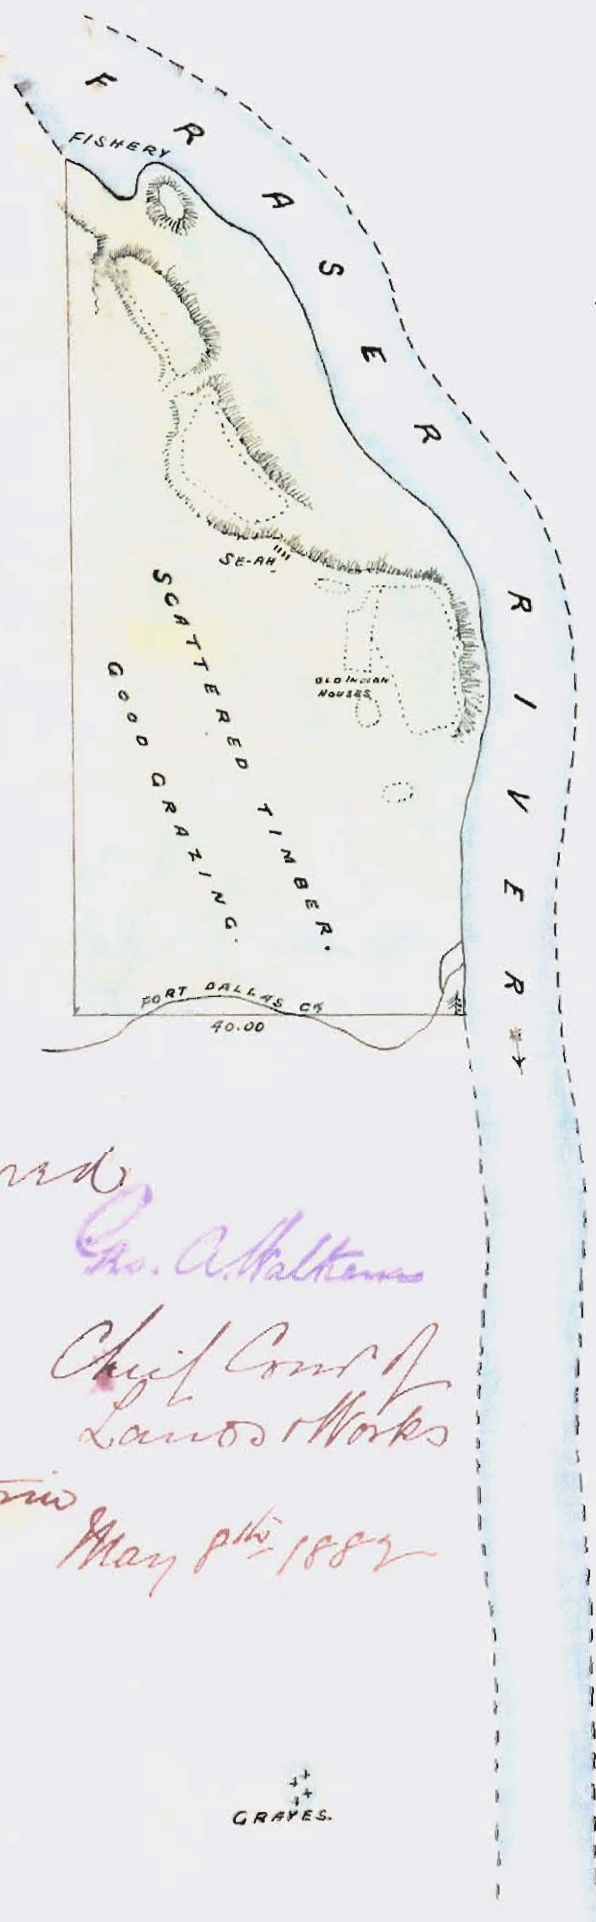 FRASER RIVER
FISHERY
SE-AH
SCATTERED TIMBER.
GOOD GRAZING.
OLD INDIAN
HOUSES
FORT DALLAS CK
40.00
Geo. A. Walkem
Chief Comr of
Lands & Works
May 8th 1882
GRAVES.